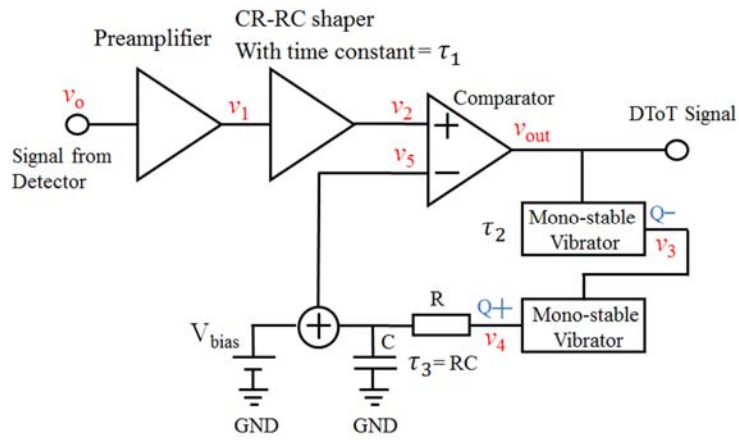 CR-RC shaper
Preamplifier
With time constant= τ₁
Comparator
DToT Signal
vₒ
v₁
v₂
+
vₒᵤₜ
Signal from
Detector
v₅
−
Mono-stable
Vibrator
Q−
τ₂
v₃
R
Q+
Mono-stable
Vibrator
V_bias
+
C
v₄
τ₃=RC
GND
GND